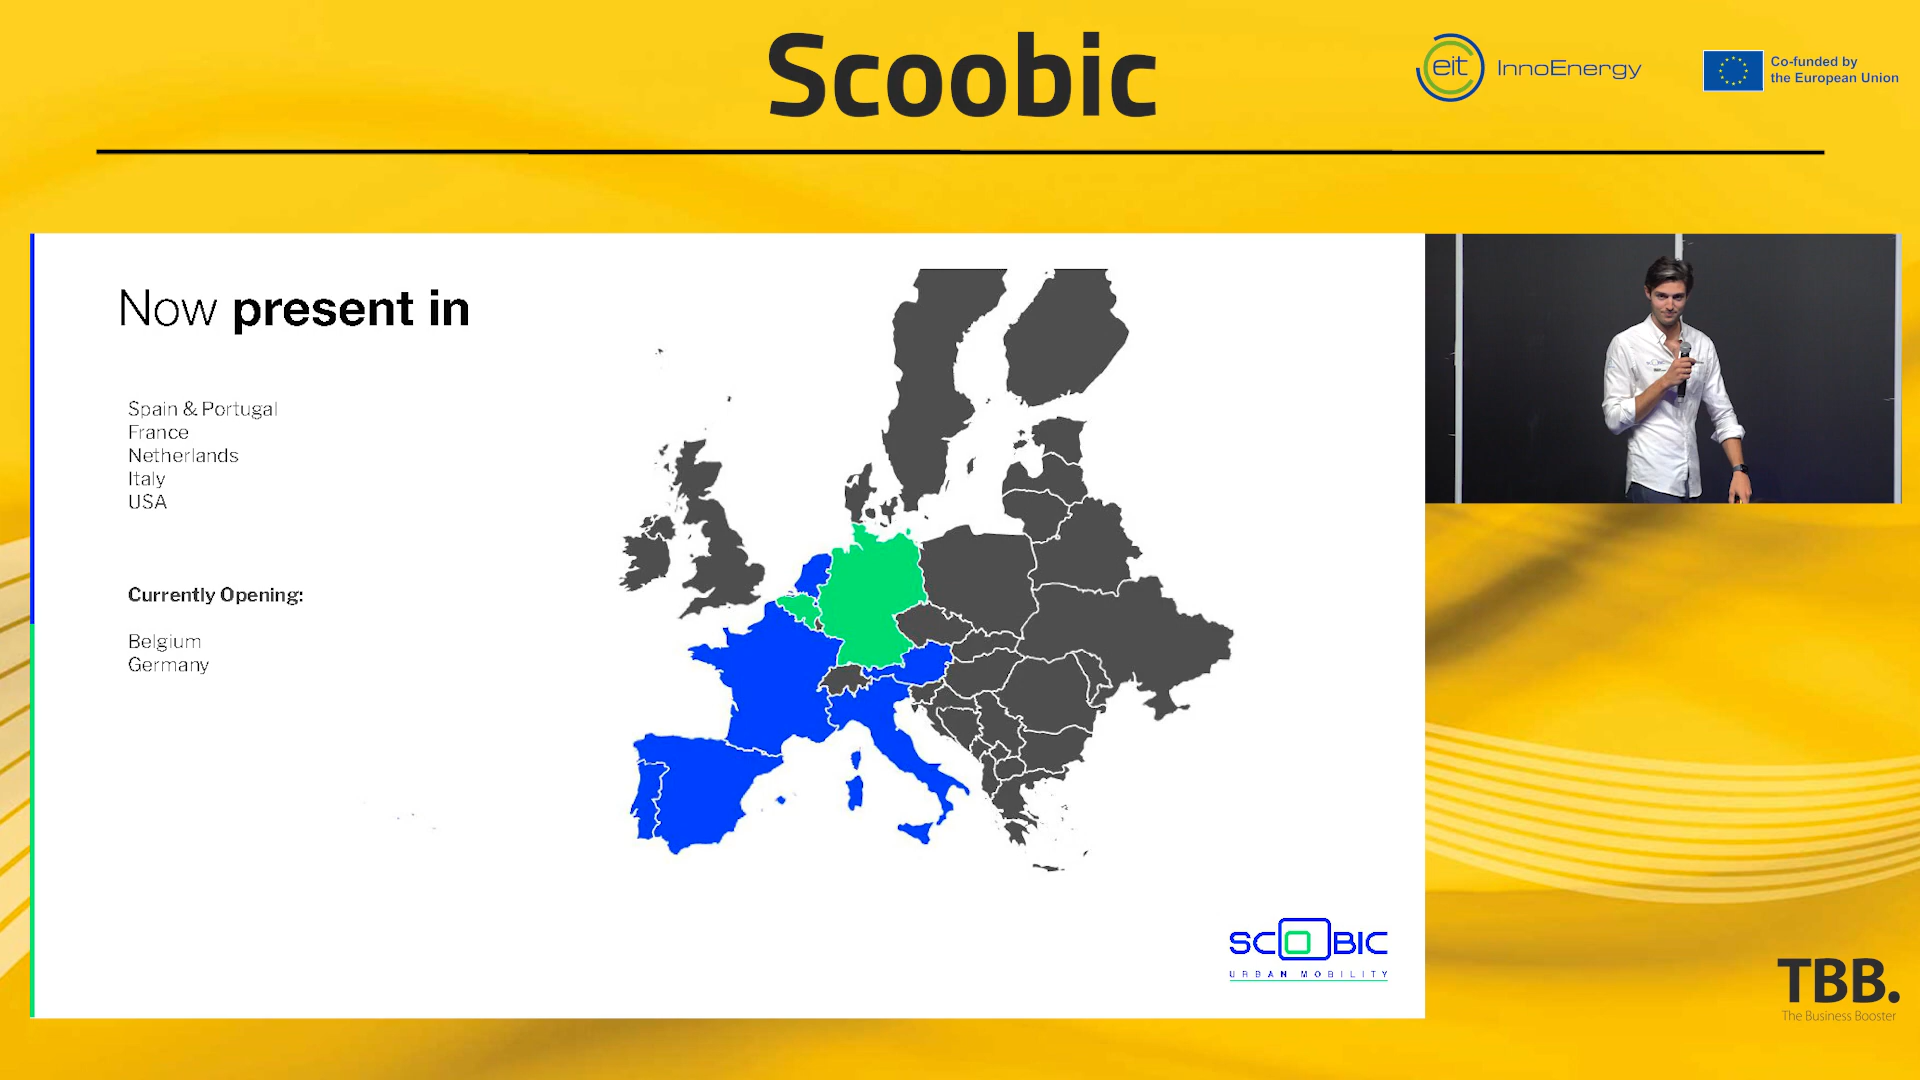 Scoobic
eit InnoEnergy
Co-funded by
the European Union
Now present in
Spain & Portugal
France
Netherlands
Italy
USA
Currently Opening:
Belgium
Germany
SCOOBIC
URBAN MOBILITY
TBB.
The Business Booster